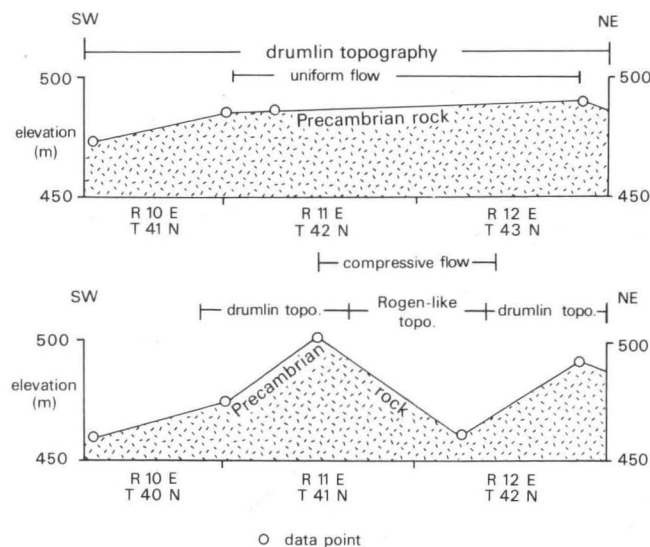 SW NE
drumlin topography
500 uniform flow 500
Precambrian rock
elevation
(m)
450 450
R 10 E R 11 E R 12 E
T 41 N T 42 N T 43 N
compressive flow
SW NE
drumlin topo. Rogen-like drumlin topo.
topo.
500 500
elevation
(m)
Precambrian rock
450 450
R 10 E R 11 E R 12 E
T 40 N T 41 N T 42 N
data point